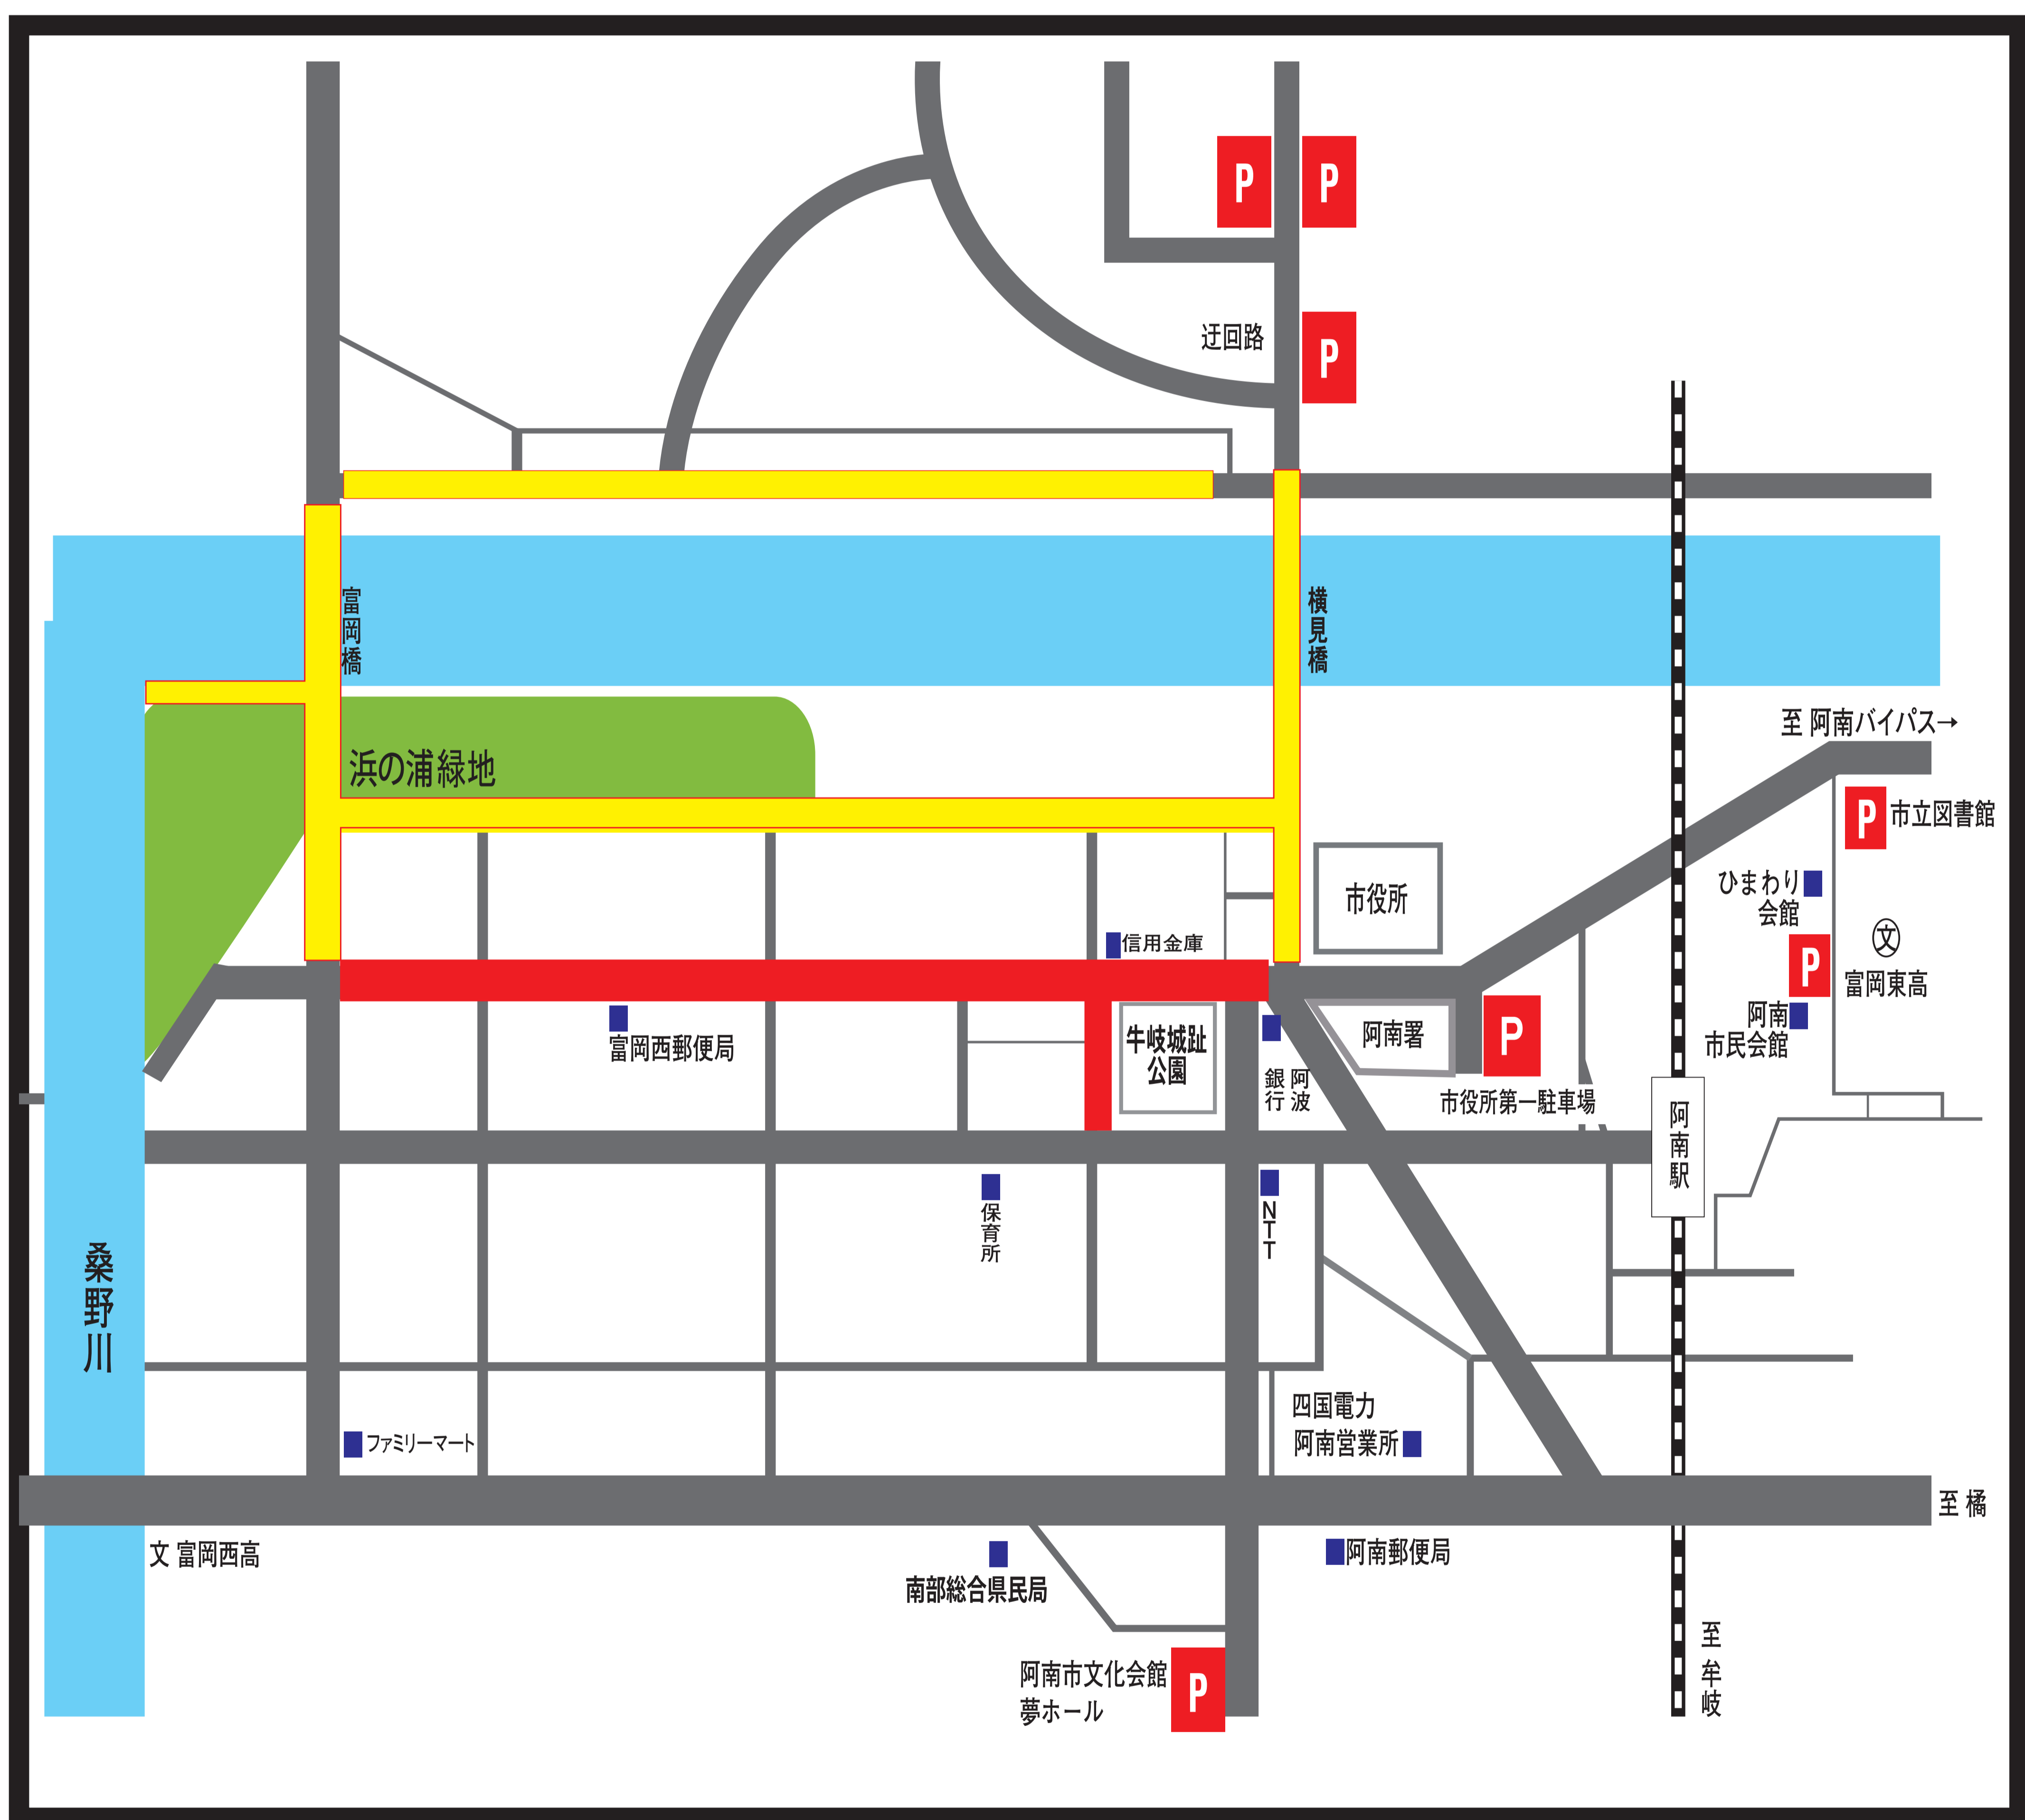 P
P
迂回路
P
富岡橋
横見橋
至 阿南バイパス→
浜の浦緑地
P
市立図書館
市役所
ひまわり
会館
文
信用金庫
P
富岡東高
牛岐城趾
公園
阿南署
P
阿南
市民会館
富岡西郵便局
阿波
銀行
市役所第一駐車場
阿南駅
保育所
NTT
桑野川
四国電力
阿南営業所
ファミリーマート
至 橘
文 富岡西高
阿南郵便局
南部総合県民局
至 牟岐
阿南市文化会館
夢ホール
P